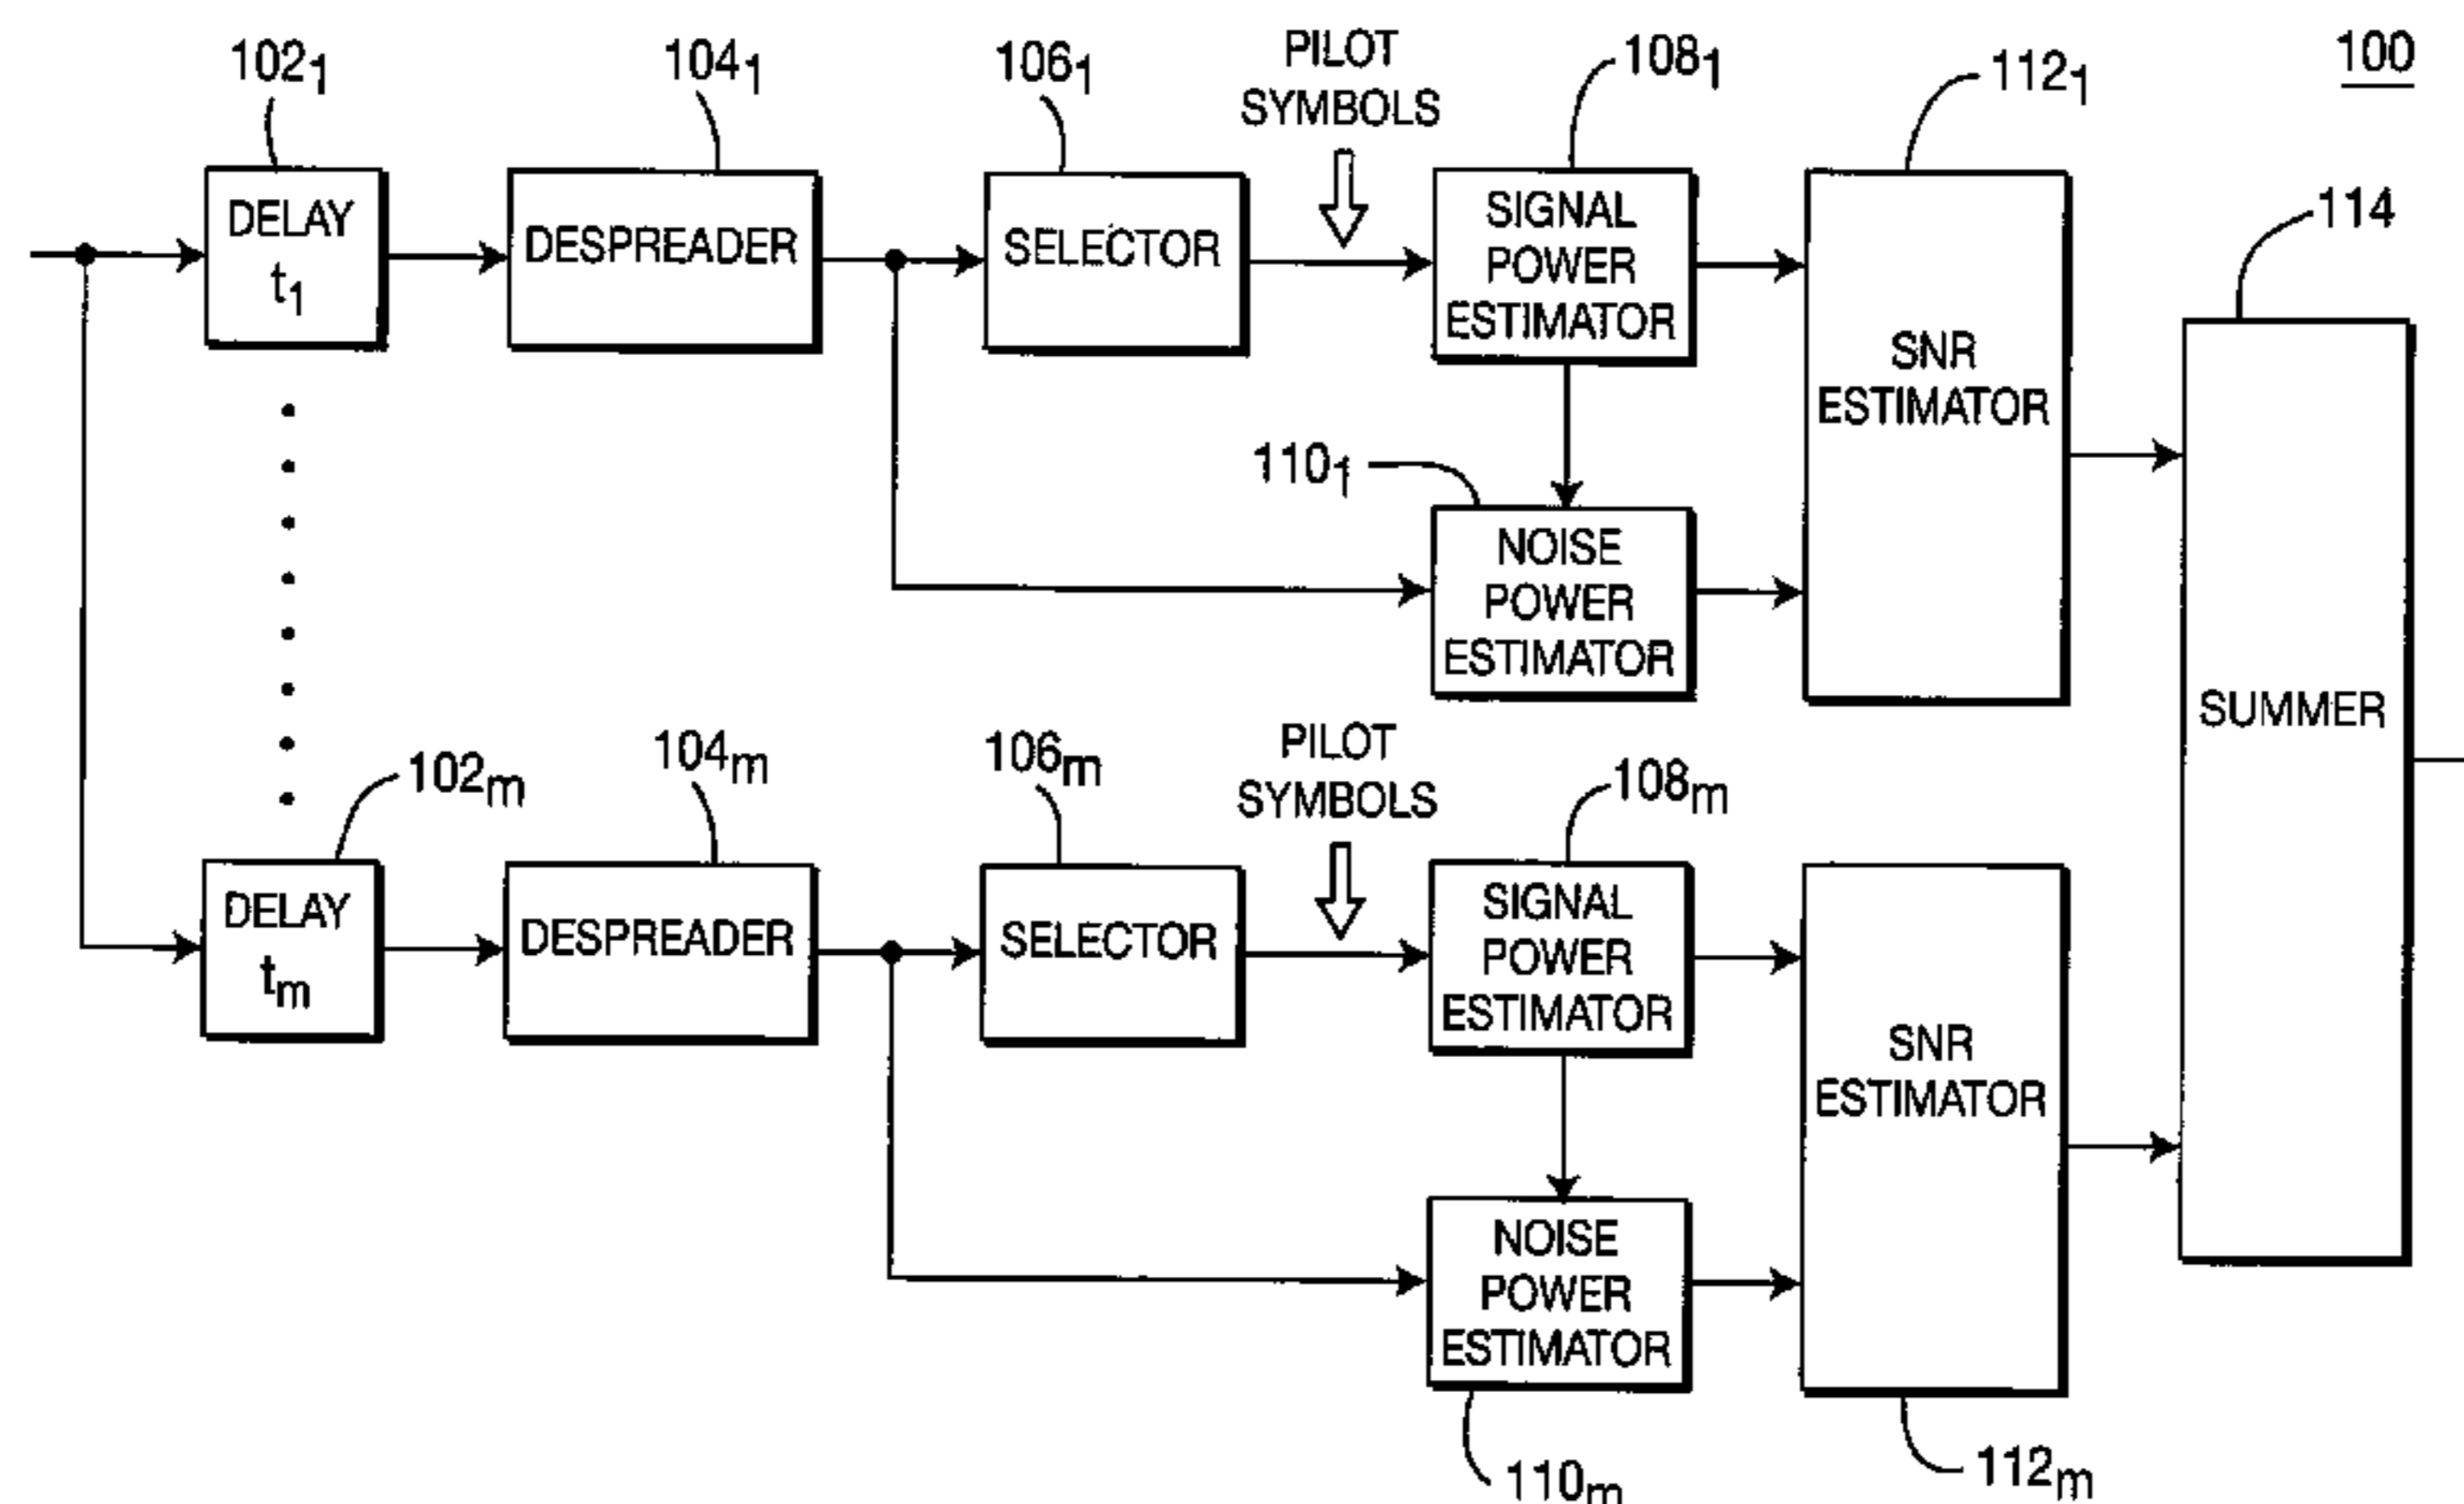 100
102₁
104₁
106₁
PILOT
SYMBOLS
108₁
112₁
114
DELAY
t₁
DESPREADER
SELECTOR
SIGNAL
POWER
ESTIMATOR
SNR
ESTIMATOR
110₁
NOISE
POWER
ESTIMATOR
SUMMER
102ₘ
104ₘ
106ₘ
PILOT
SYMBOLS
108ₘ
DELAY
tₘ
DESPREADER
SELECTOR
SIGNAL
POWER
ESTIMATOR
SNR
ESTIMATOR
NOISE
POWER
ESTIMATOR
110ₘ
112ₘ